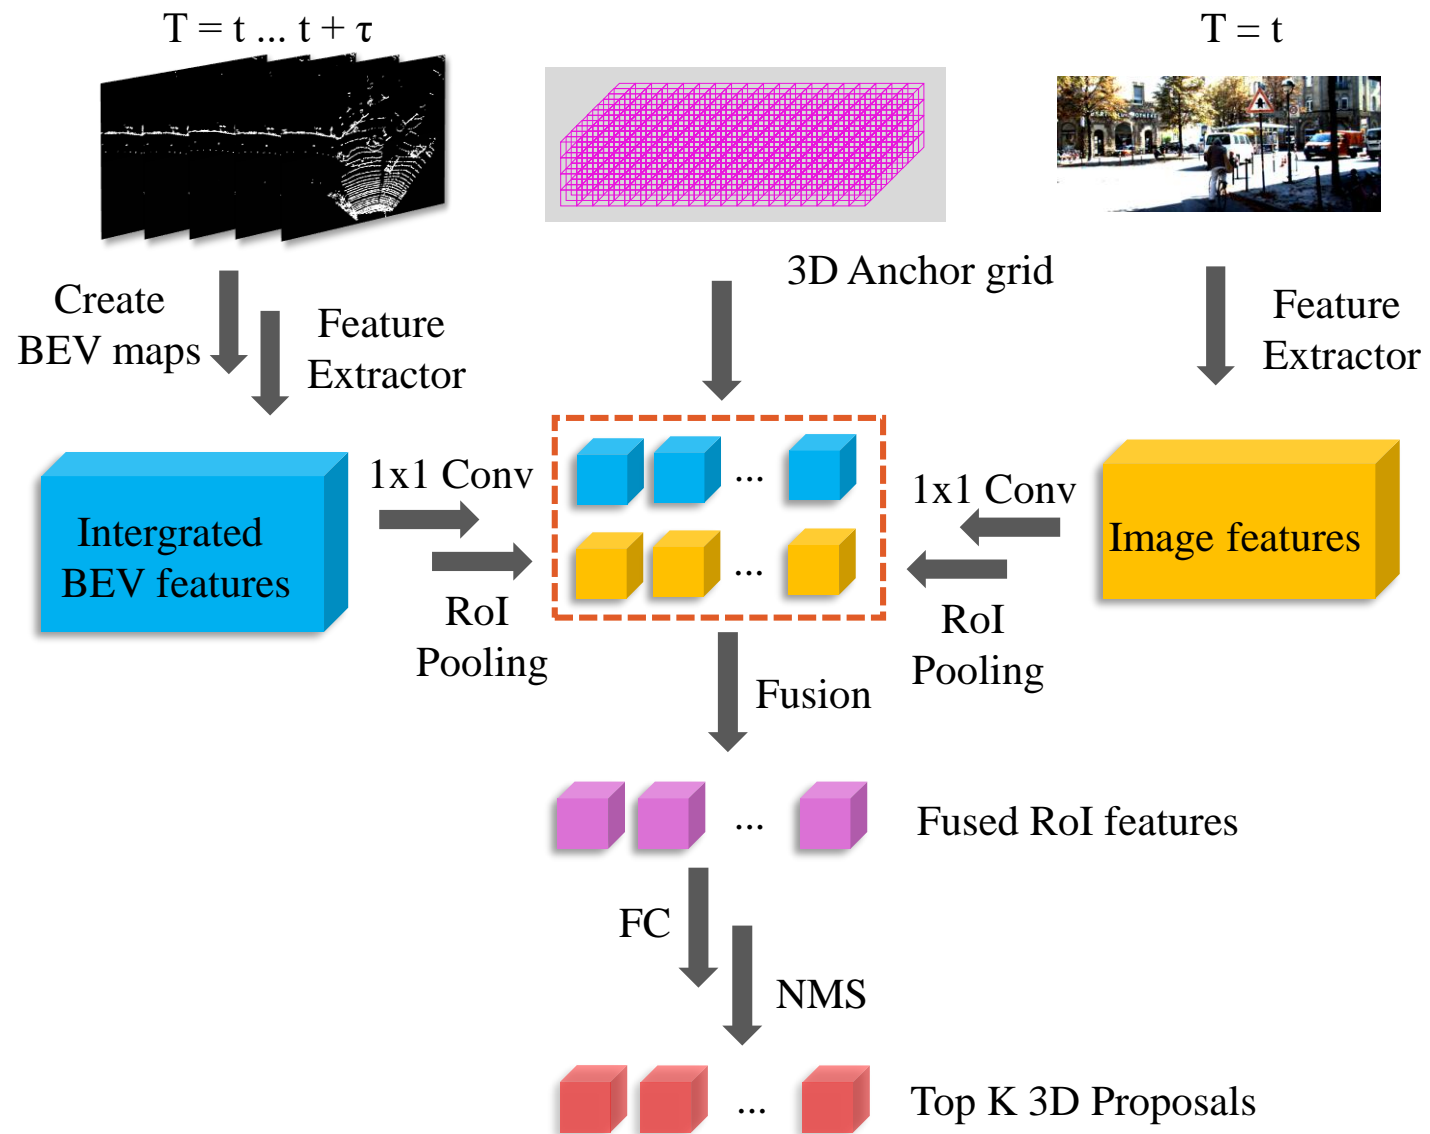 T = t ... t + τ
T = t
3D Anchor grid
Create
BEV maps
Feature
Extractor
Feature
Extractor
1x1 Conv
1x1 Conv
Intergrated
BEV features
Image features
...
...
RoI
Pooling
RoI
Pooling
Fusion
...
Fused RoI features
FC
NMS
...
Top K 3D Proposals